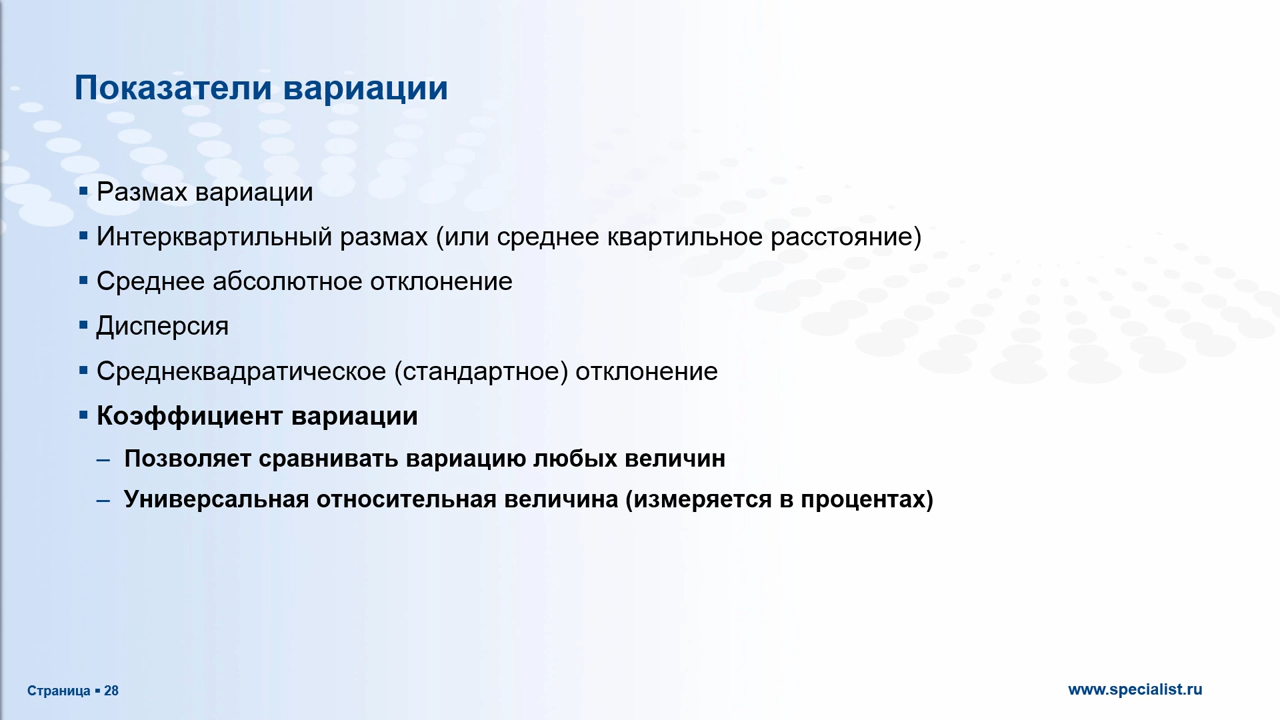 Показатели вариации
▪ Размах вариации
▪ Интерквартильный размах (или среднее квартильное расстояние)
▪ Среднее абсолютное отклонение
▪ Дисперсия
▪ Среднеквадратическое (стандартное) отклонение
▪ Коэффициент вариации
– Позволяет сравнивать вариацию любых величин
– Универсальная относительная величина (измеряется в процентах)
Страница ▪ 28
www.specialist.ru